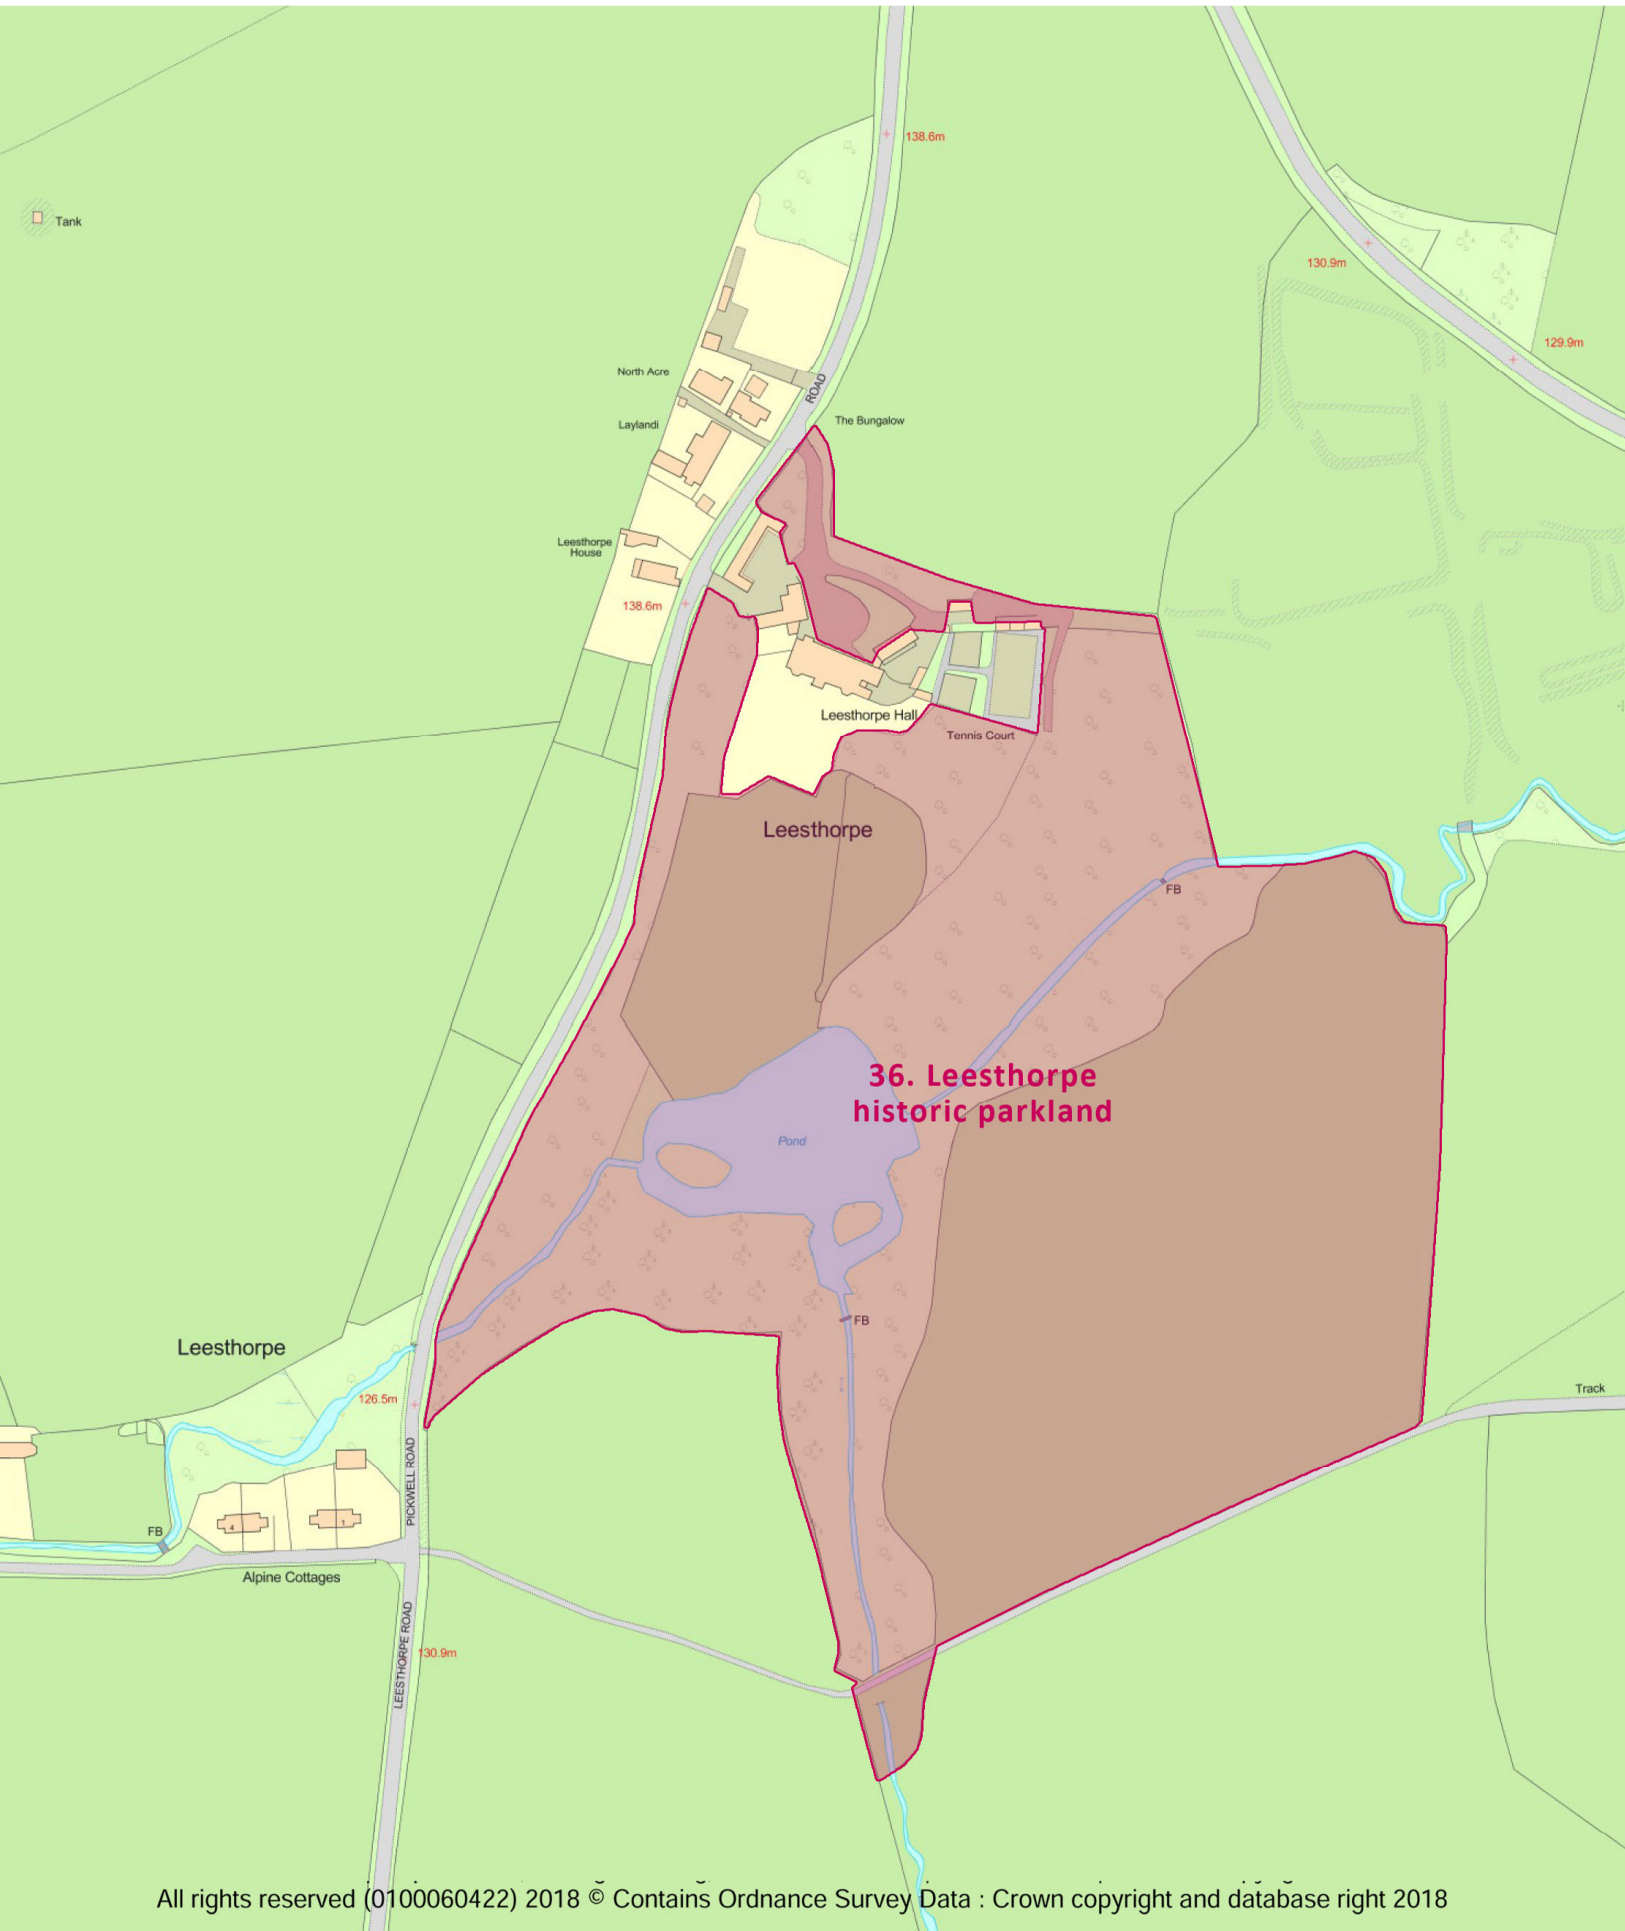 138.6m
Tank
130.9m
129.9m
North Acre
ROAD
The Bungalow
Laylandi
Leesthorpe
House
138.6m
Leesthorpe Hall
Tennis Court
Leesthorpe
FB
36. Leesthorpe
historic parkland
Pond
FB
Leesthorpe
126.5m
Track
PICKWELL ROAD
4
1
FB
Alpine Cottages
LEESTHORPE ROAD
130.9m
All rights reserved (0100060422) 2018 © Contains Ordnance Survey Data : Crown copyright and database right 2018